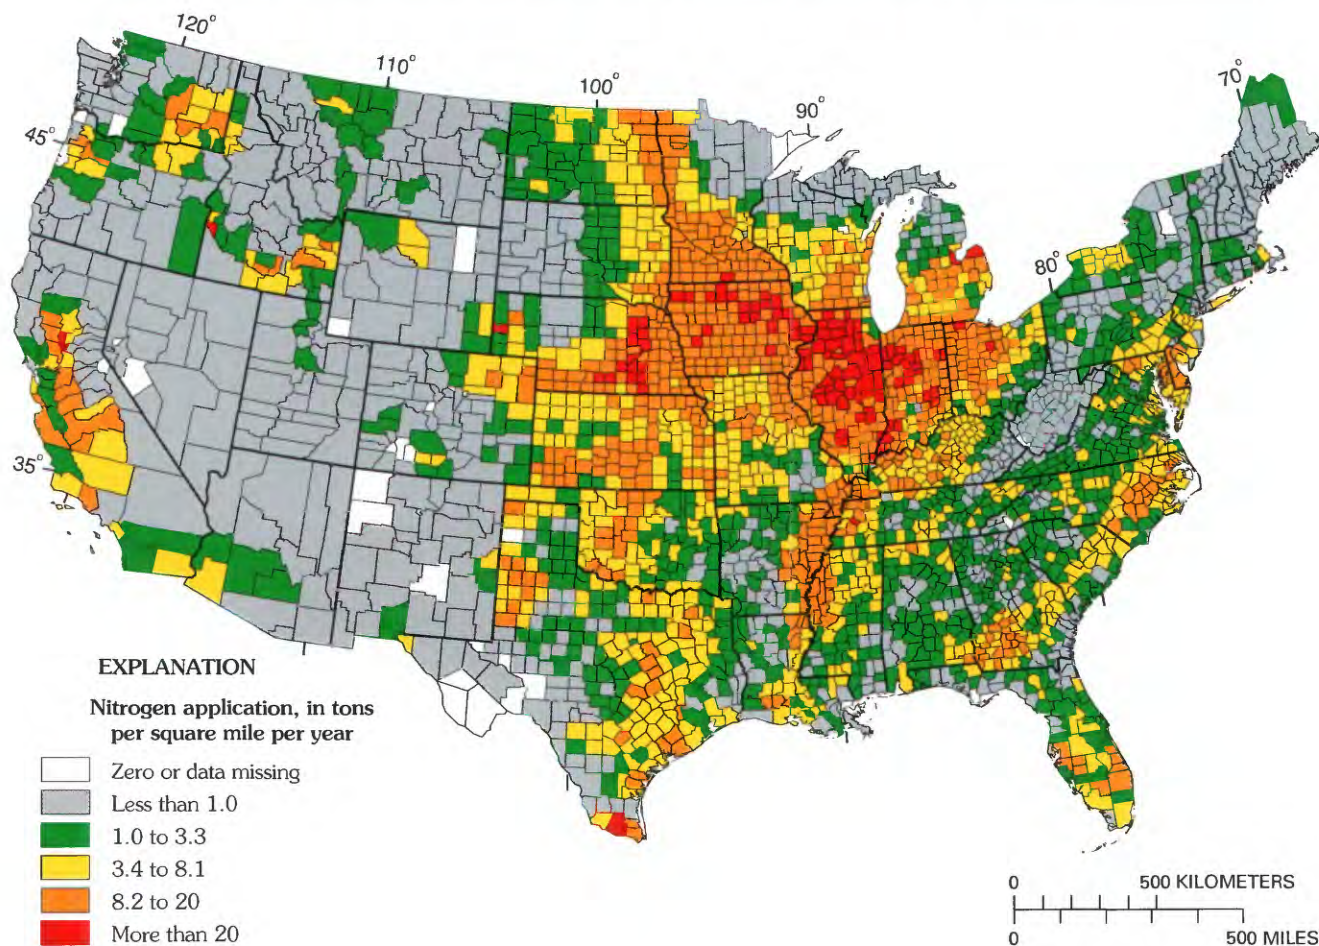 120°
110°
100°
90°
70°
45°
80°
35°
EXPLANATION
Nitrogen application, in tons
per square mile per year
Zero or data missing
Less than 1.0
1.0 to 3.3
3.4 to 8.1
8.2 to 20
More than 20
0 500 KILOMETERS
0 500 MILES